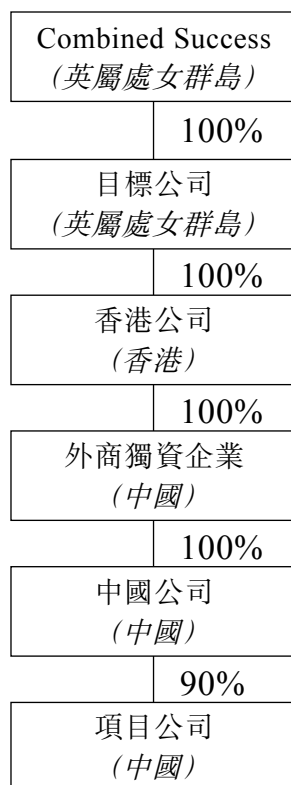 Combined Success
(英屬處女群島)
100%
目標公司
(英屬處女群島)
100%
香港公司
(香港)
100%
外商獨資企業
(中國)
100%
中國公司
(中國)
90%
項目公司
(中國)